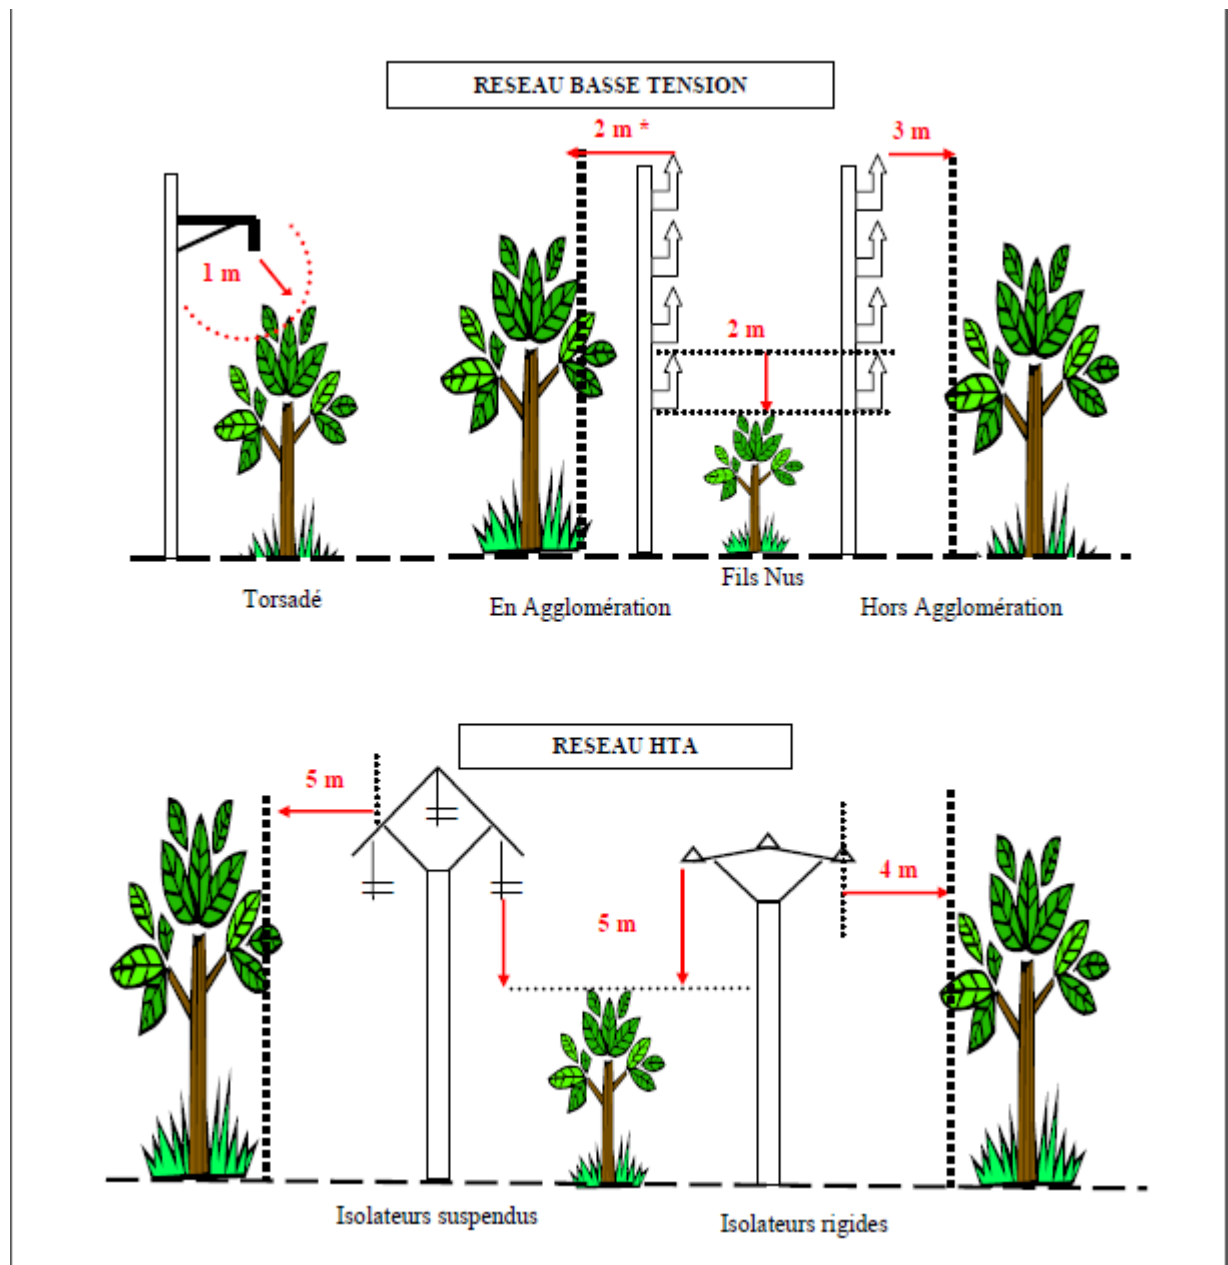 RESEAU BASSE TENSION
2 m *
3 m
1 m
2 m
Fils Nus
Torsadé
En Agglomération
Hors Agglomération
RESEAU HTA
5 m
4 m
5 m
Isolateurs suspendus
Isolateurs rigides